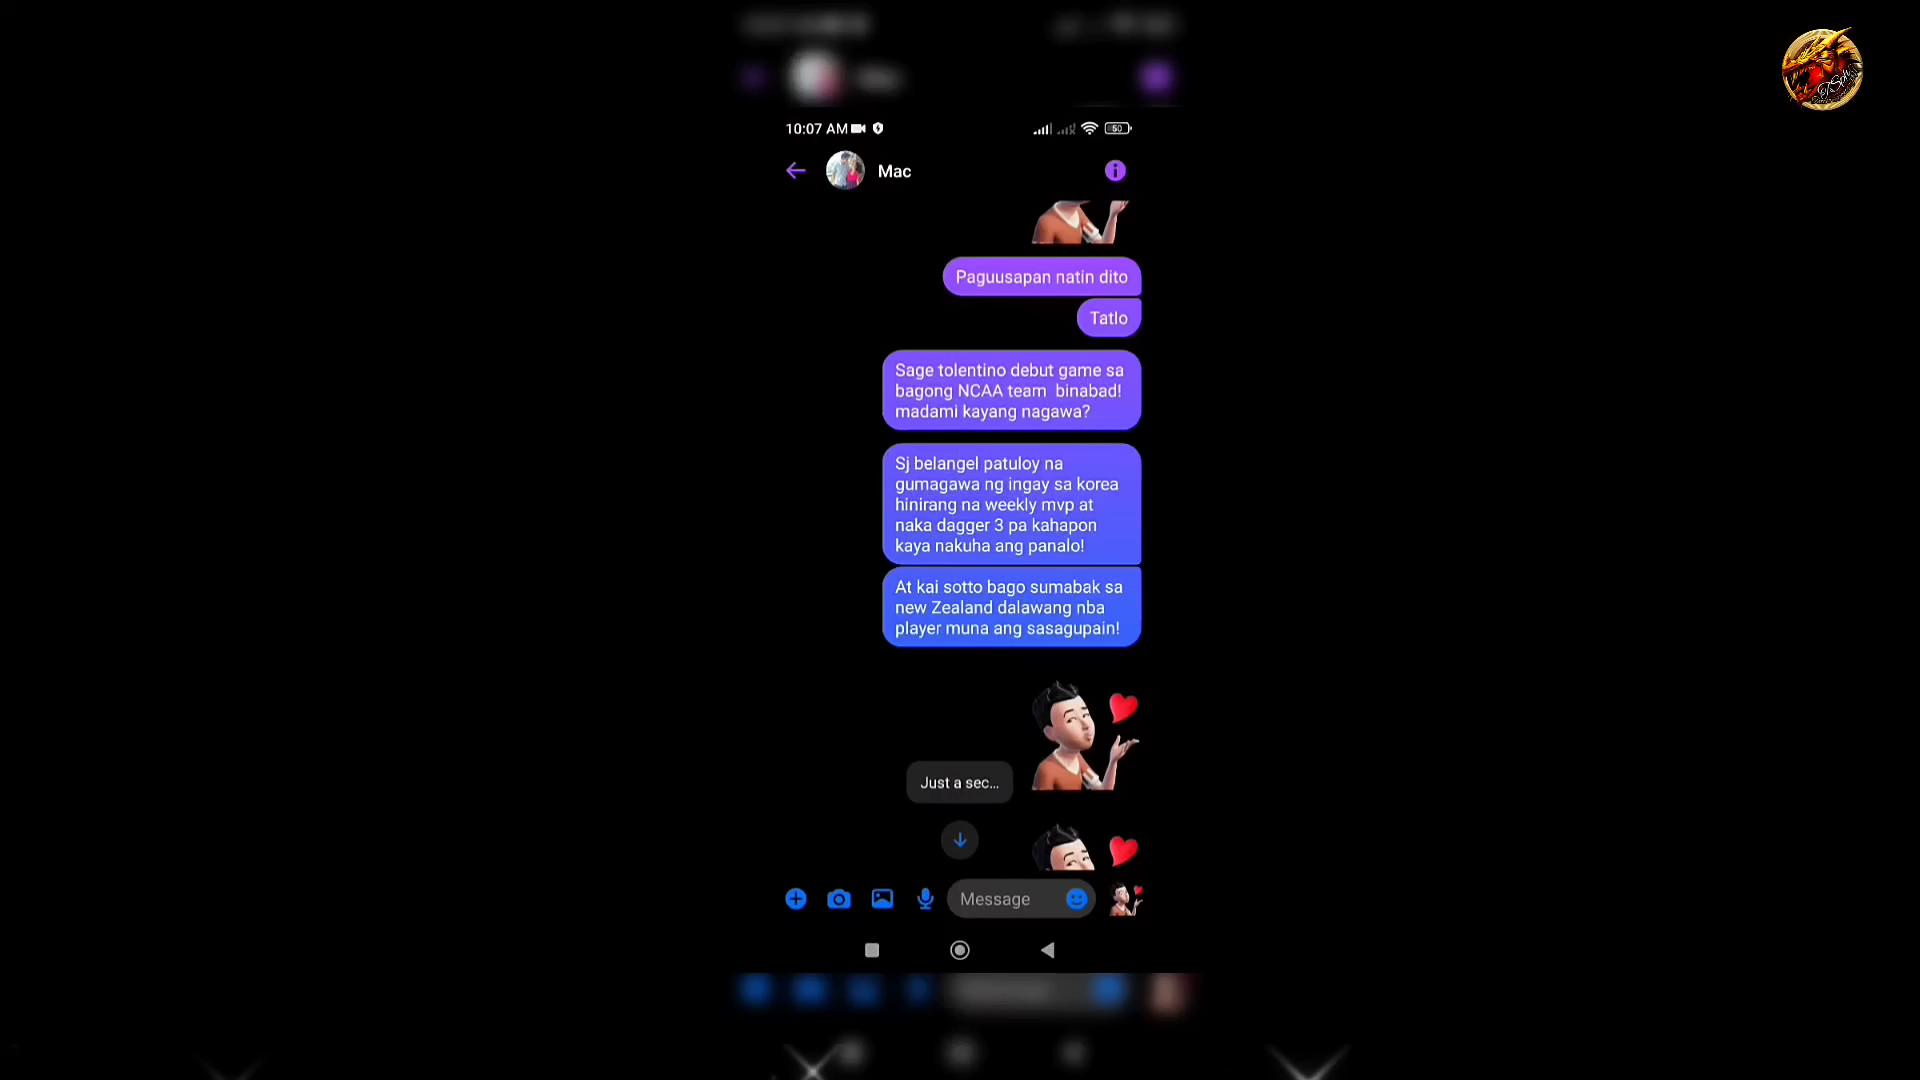 10:07 AM
50
Mac
Paguusapan natin dito
Tatlo
Sage tolentino debut game sa
bagong NCAA team  binabad!
madami kayang nagawa?
Sj belangel patuloy na
gumagawa ng ingay sa korea
hinirang na weekly mvp at
naka dagger 3 pa kahapon
kaya nakuha ang panalo!
At kai sotto bago sumabak sa
new Zealand dalawang nba
player muna ang sasagupain!
Just a sec...
Message